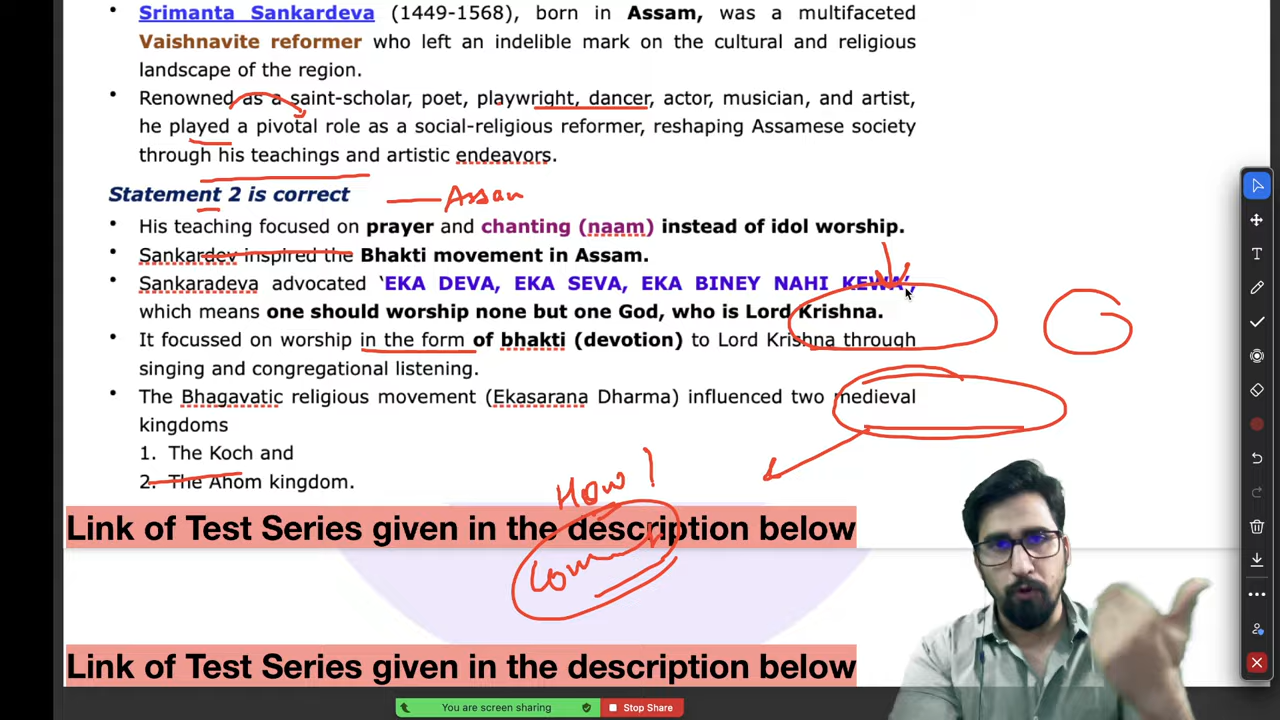 • Srimanta Sankardeva (1449-1568), born in Assam, was a multifaceted
Vaishnavite reformer who left an indelible mark on the cultural and religious
landscape of the region.
• Renowned as a saint-scholar, poet, playwright, dancer, actor, musician, and artist,
he played a pivotal role as a social-religious reformer, reshaping Assamese society
through his teachings and artistic endeavors.
Statement 2 is correct
Assam
• His teaching focused on prayer and chanting (naam) instead of idol worship.
• Sankardev inspired the Bhakti movement in Assam.
• Sankaradeva advocated ‘EKA DEVA, EKA SEVA, EKA BINEY NAHI KEWA’,
which means one should worship none but one God, who is Lord Krishna.
• It focussed on worship in the form of bhakti (devotion) to Lord Krishna through
singing and congregational listening.
• The Bhagavatic religious movement (Ekasarana Dharma) influenced two medieval
kingdoms
1. The Koch and
2. The Ahom kingdom.
How
Link of Test Series given in the description below
Link of Test Series given in the description below
You are screen sharing
Stop Share